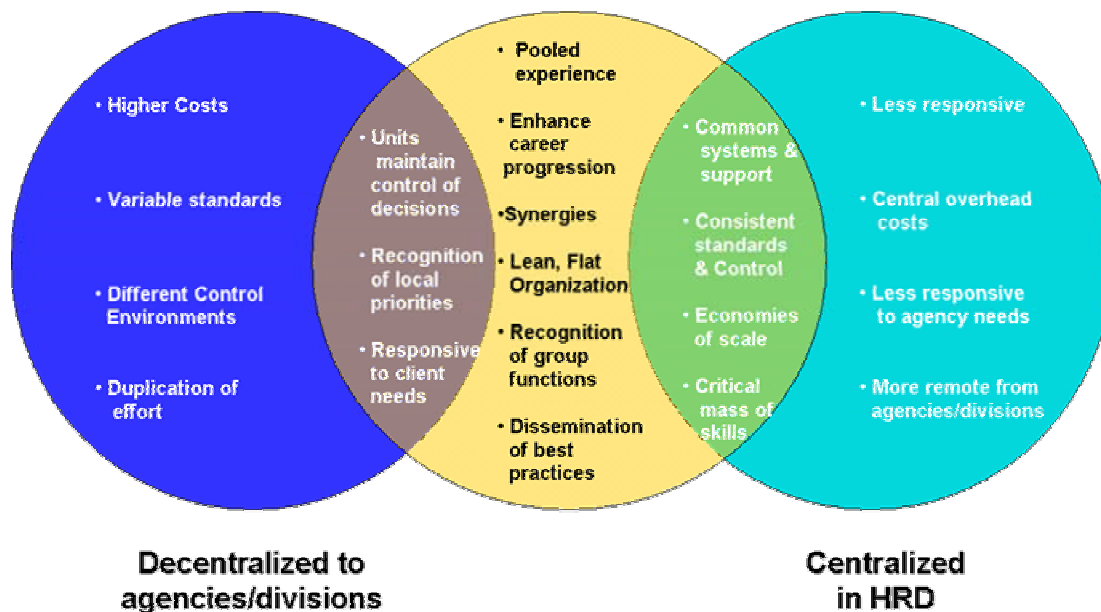 • Higher Costs
• Variable standards
• Different Control
Environments
• Duplication of
effort
• Units
maintain
control of
decisions
• Recognition
of local
priorities
• Responsive
to client
needs
• Pooled
experience
• Enhance
career
progression
•Synergies
• Lean, Flat
Organization
• Recognition
of group
functions
• Dissemination
of best
practices
• Common
systems &
support
• Consistent
standards
& Control
• Economies
of scale
• Critical
mass of
skills
• Less responsive
• Central overhead
costs
• Less responsive
to agency needs
• More remote from
agencies/divisions
Decentralized to
agencies/divisions
Centralized
in HRD